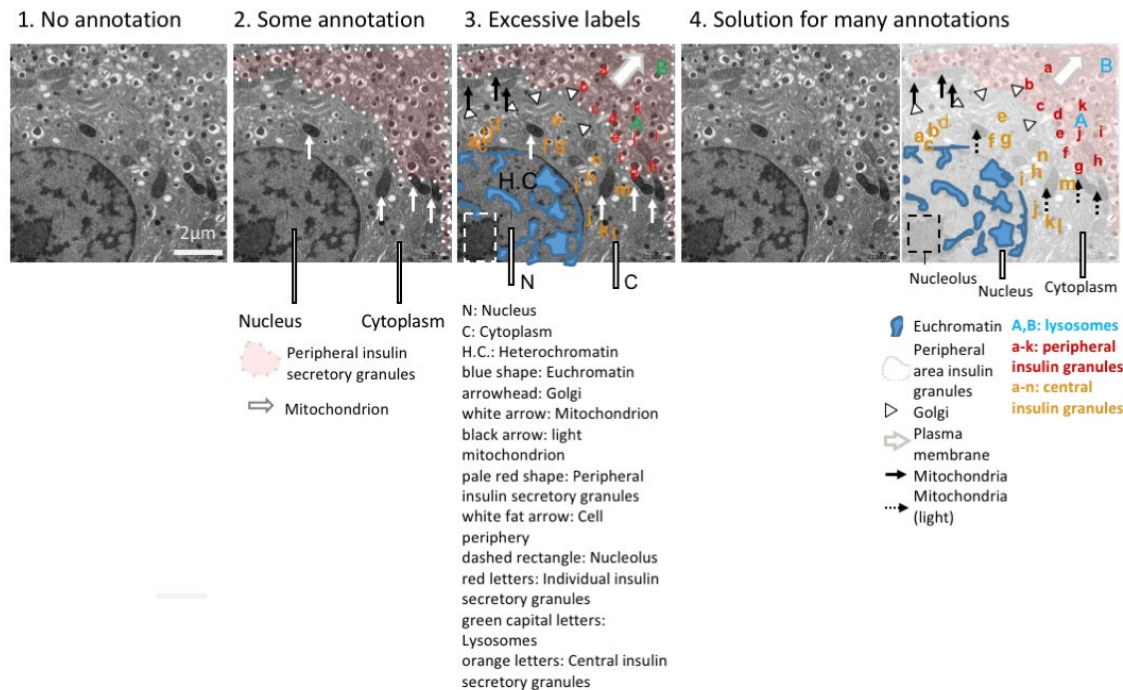 1. No annotation
2. Some annotation
3. Excessive labels
4. Solution for many annotations
2µm
Nucleus
Cytoplasm
Peripheral insulin
secretory granules
Mitochondrion
a
B
b
c
k
d
A
e
j
i
f
h
g
d
e
b
a
c
f
g
n
h
i
m
j
k
l
H.C
N
C
N: Nucleus
C: Cytoplasm
H.C.: Heterochromatin
blue shape: Euchromatin
arrowhead: Golgi
white arrow: Mitochondrion
black arrow: light
mitochondrion
pale red shape: Peripheral
insulin secretory granules
white fat arrow: Cell
periphery
dashed rectangle: Nucleolus
red letters: Individual insulin
secretory granules
green capital letters:
Lysosomes
orange letters: Central insulin
secretory granules
a
B
b
c
k
d
A
e
j
i
f
h
g
d
e
b
a
c
f
g
n
h
i
m
j
k
l
Nucleolus
Nucleus
Cytoplasm
Euchromatin
Peripheral
area insulin
granules
Golgi
Plasma
membrane
Mitochondria
Mitochondria
(light)
A,B: lysosomes
a-k: peripheral
insulin granules
a-n: central
insulin granules